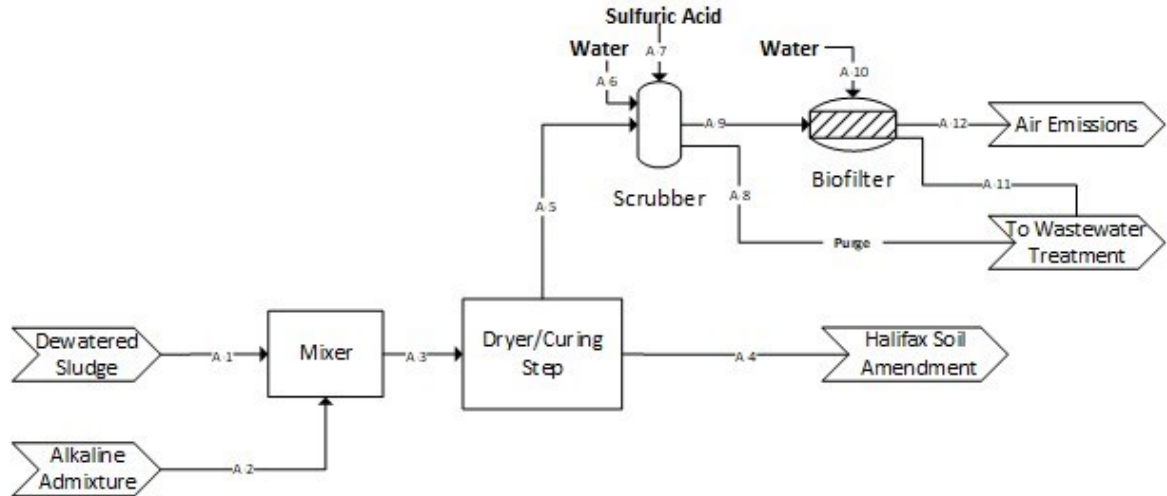 Sulfuric Acid
Water
A 7
Water
A 6
A 10
A 9
A 12
Air Emissions
Biofilter
Scrubber
A 8
A 11
A 5
To Wastewater
Purge
Treatment
Dewatered
Sludge
A 1
Mixer
A 3
Dryer/Curing
Step
A 4
Halifax Soil
Amendment
Alkaline
Admixture
A 2